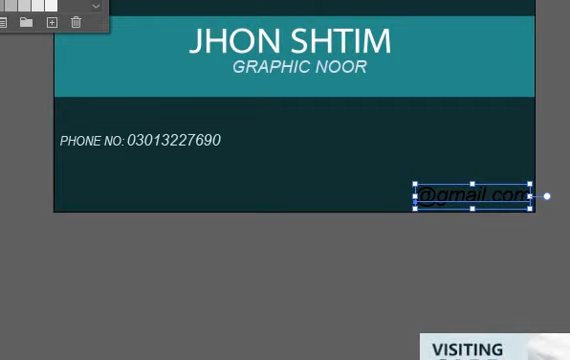 JHON SHTIM
GRAPHIC NOOR
PHONE NO: 03013227690
@gmail.com
VISITING